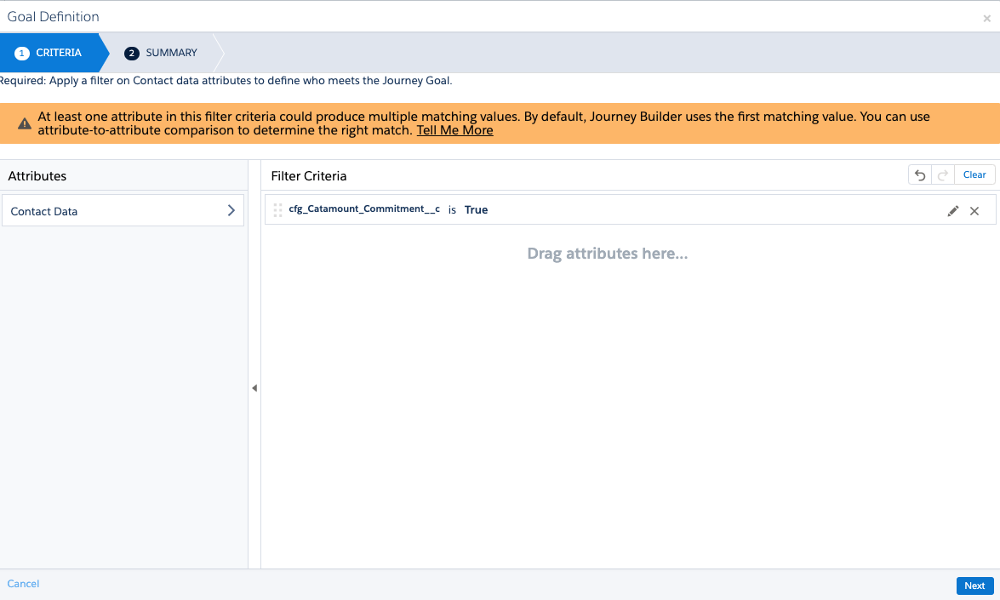 Goal Definition
×
1 CRITERIA
2 SUMMARY
Required: Apply a filter on Contact data attributes to define who meets the Journey Goal.
At least one attribute in this filter criteria could produce multiple matching values. By default, Journey Builder uses the first matching value. You can use
attribute-to-attribute comparison to determine the right match. Tell Me More
Attributes
Filter Criteria
Clear
Contact Data
cfg_Catamount_Commitment__c is True
Drag attributes here...
Cancel
Next